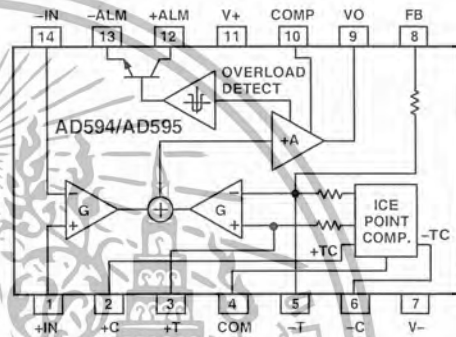 –IN –ALM +ALM V+ COMP VO FB
14 13 12 11 10 9 8
OVERLOAD
DETECT
AD594/AD595
+A
– –
G G
+ +
ICE
POINT
COMP.
+TC –TC
1 2 3 4 5 6 7
+IN +C +T COM –T –C V–